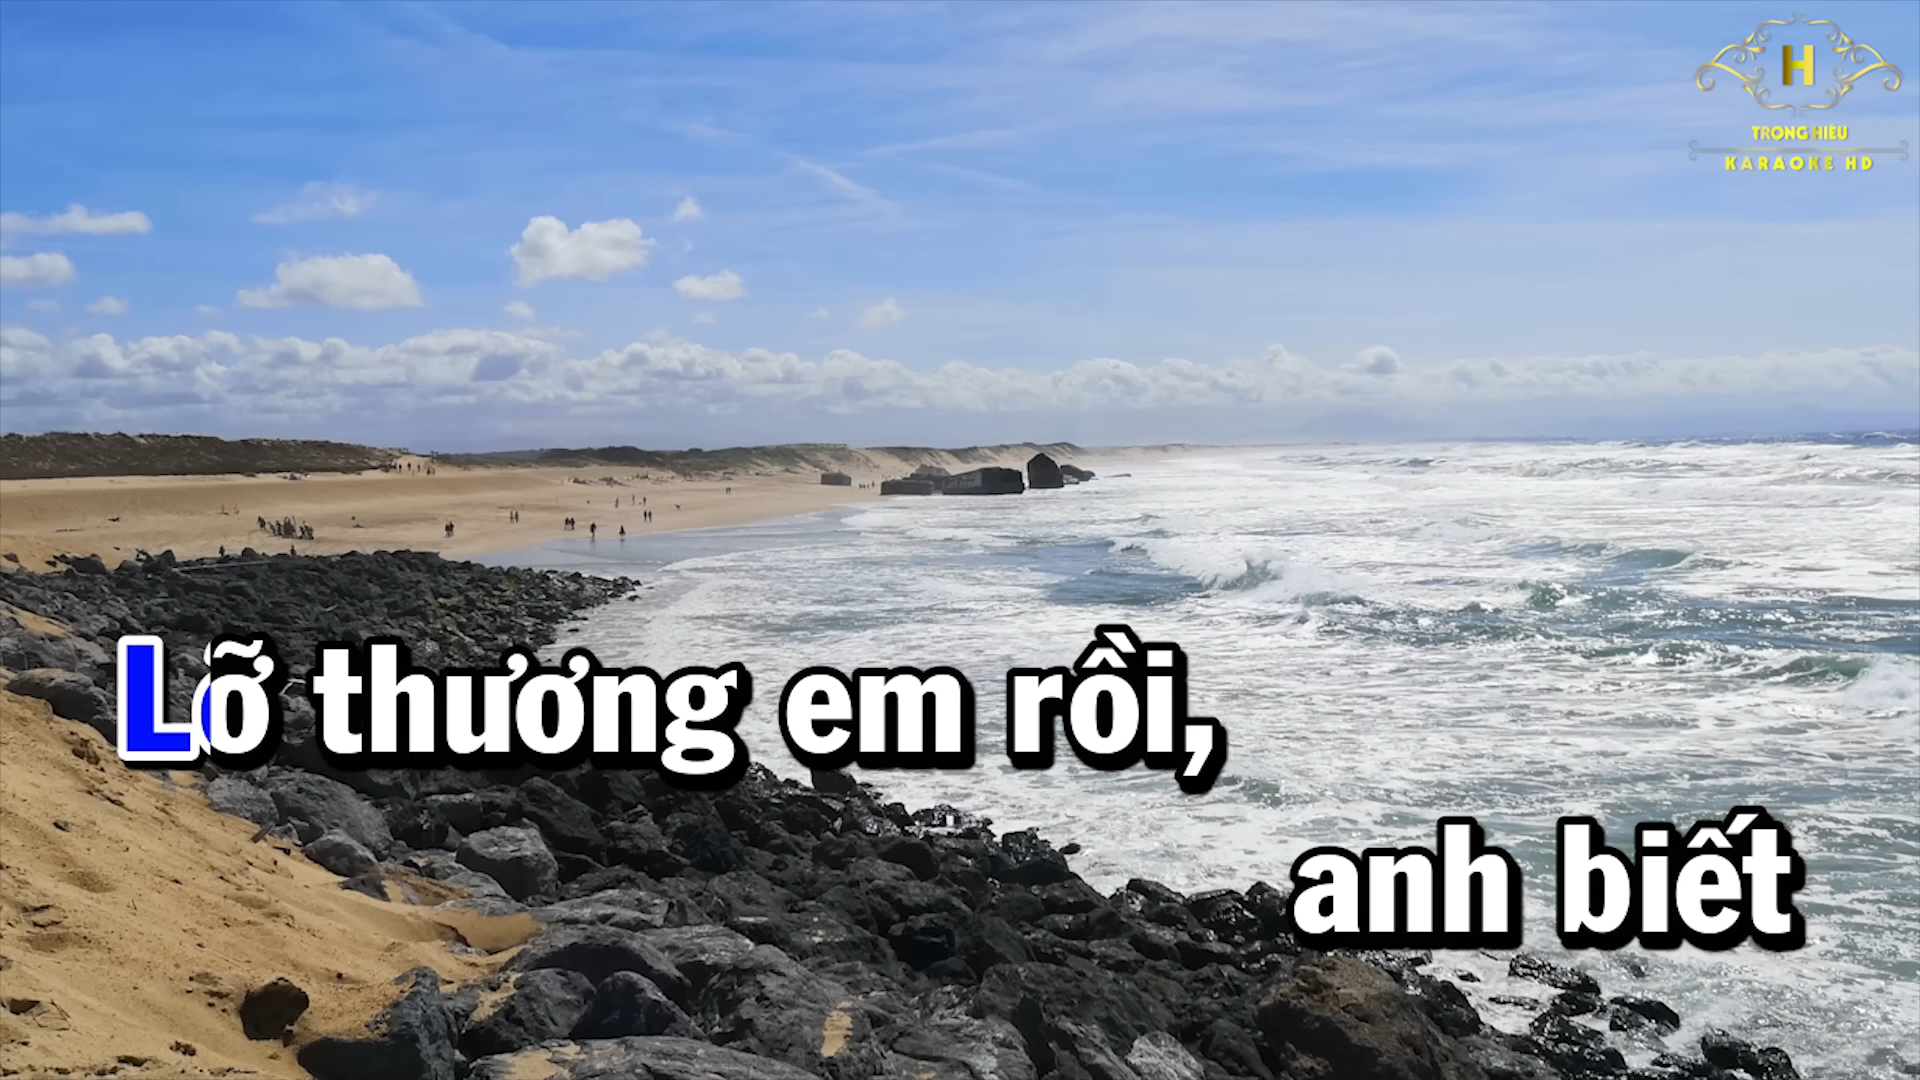 H
TRỌNG HIẾU
KARAOKE HD
Lỡ thương em rồi,
anh biết